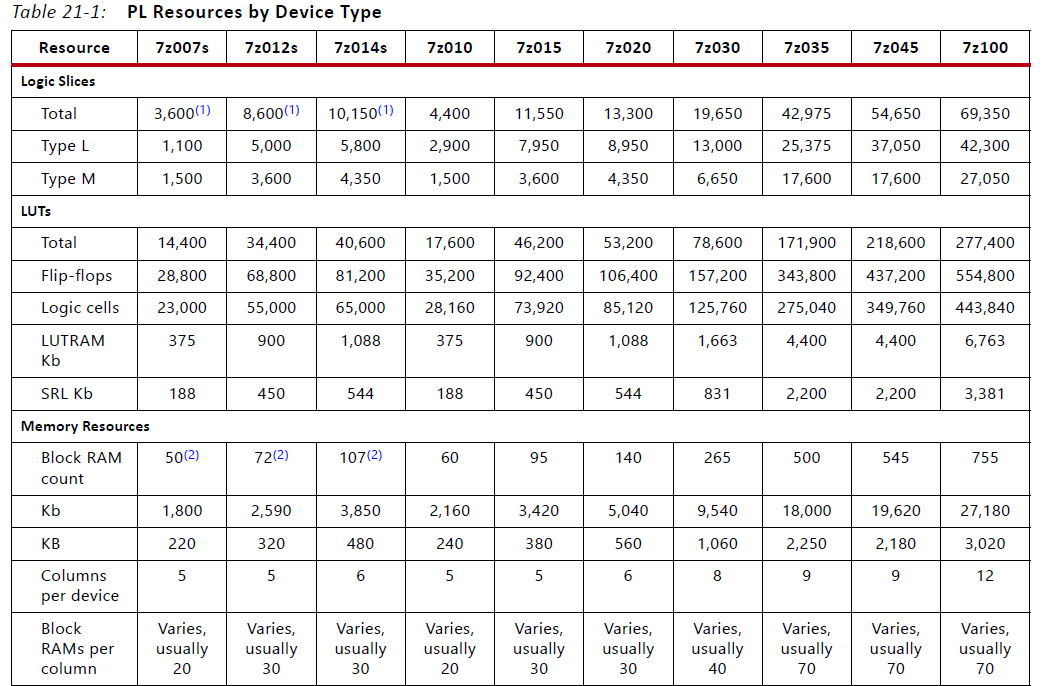 Table 21-1: PL Resources by Device Type
Resource 7z007s 7z012s 7z014s 7z010 7z015 7z020 7z030 7z035 7z045 7z100
Logic Slices
Total 3,600(1) 8,600(1) 10,150(1) 4,400 11,550 13,300 19,650 42,975 54,650 69,350
Type L 1,100 5,000 5,800 2,900 7,950 8,950 13,000 25,375 37,050 42,300
Type M 1,500 3,600 4,350 1,500 3,600 4,350 6,650 17,600 17,600 27,050
LUTs
Total 14,400 34,400 40,600 17,600 46,200 53,200 78,600 171,900 218,600 277,400
Flip-flops 28,800 68,800 81,200 35,200 92,400 106,400 157,200 343,800 437,200 554,800
Logic cells 23,000 55,000 65,000 28,160 73,920 85,120 125,760 275,040 349,760 443,840
LUTRAM 375 900 1,088 375 900 1,088 1,663 4,400 4,400 6,763
Kb
SRL Kb 188 450 544 188 450 544 831 2,200 2,200 3,381
Memory Resources
Block RAM 50(2) 72(2) 107(2) 60 95 140 265 500 545 755
count
Kb 1,800 2,590 3,850 2,160 3,420 5,040 9,540 18,000 19,620 27,180
KB 220 320 480 240 380 560 1,060 2,250 2,180 3,020
Columns 5 5 6 5 5 6 8 9 9 12
per device
Block Varies, Varies, Varies, Varies, Varies, Varies, Varies, Varies, Varies, Varies,
RAMs per usually usually usually usually usually usually usually usually usually usually
column 20 30 30 20 30 30 40 70 70 70